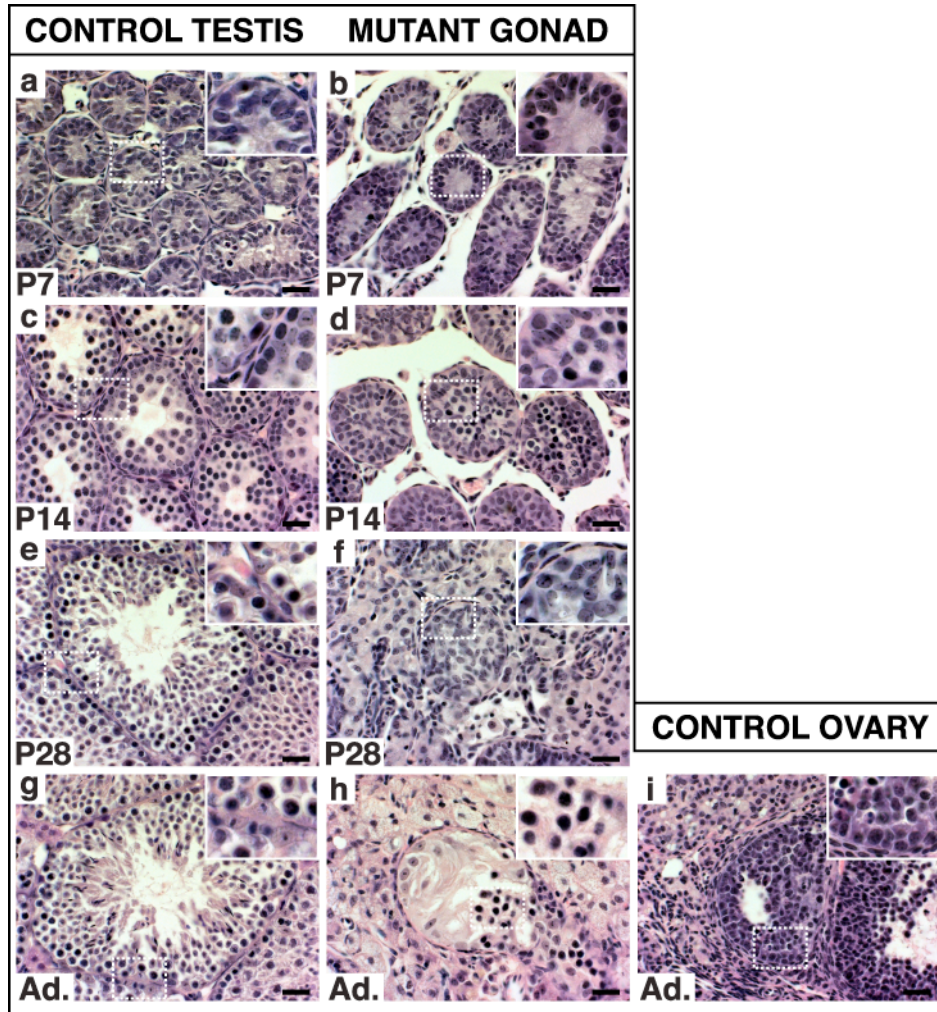 CONTROL TESTIS MUTANT GONAD
a b
P7 P7
c d
P14 P14
e f
P28 P28
CONTROL OVARY
g h i
Ad. Ad. Ad.